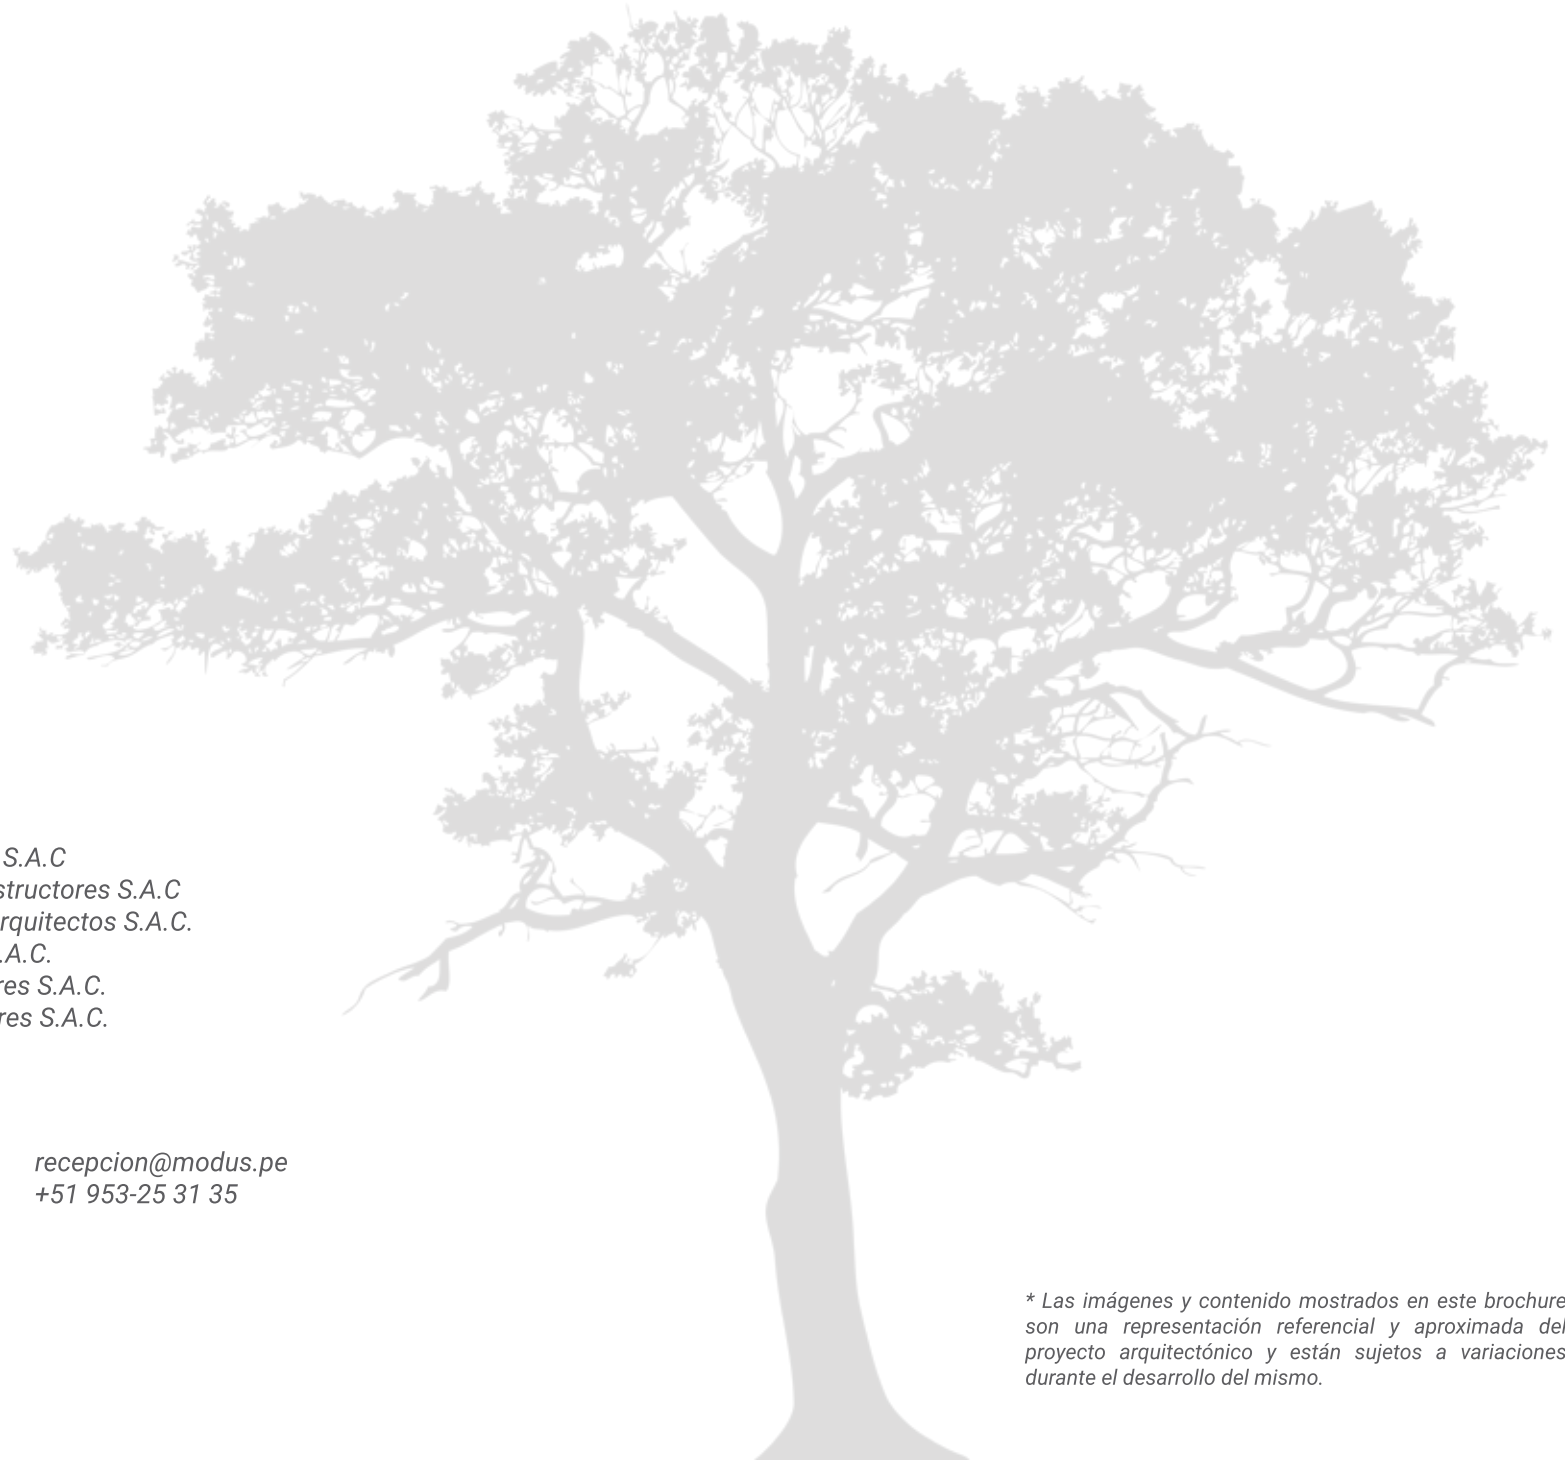 S.A.C
structores S.A.C
rquitectos S.A.C.
.A.C.
res S.A.C.
res S.A.C.
recepcion@modus.pe
+51 953-25 31 35
* Las imágenes y contenido mostrados en este brochure
son una representación referencial y aproximada del
proyecto arquitectónico y están sujetos a variaciones
durante el desarrollo del mismo.